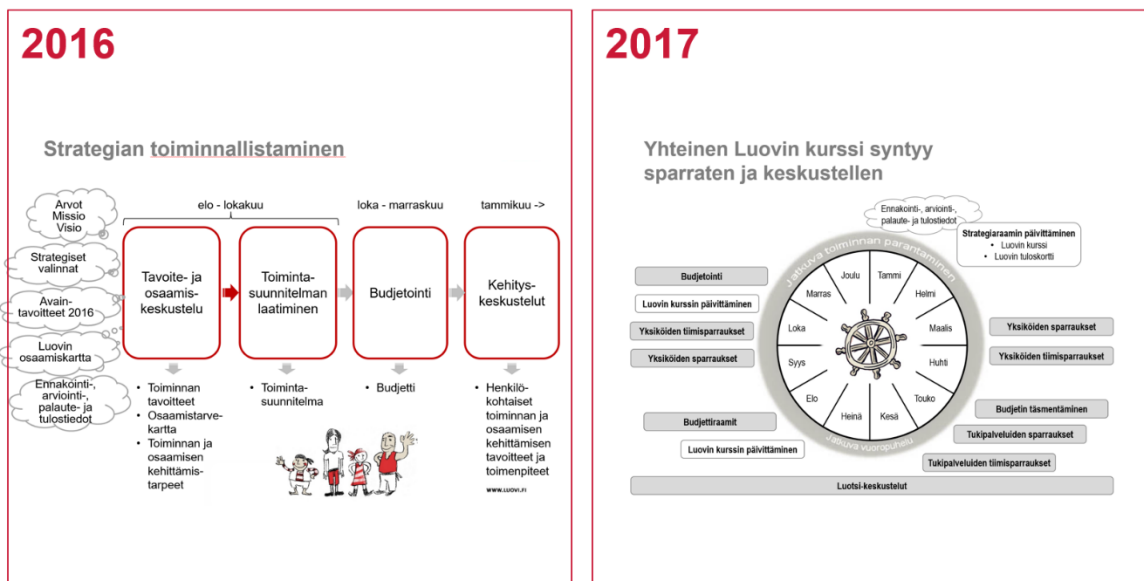 2016
Strategian toiminnallistaminen
Arvot
Missio
Visio
Strategiset
valinnat
Avain-
tavoitteet 2016
Luovin
osaamiskartta
Ennakointi-,
arviointi-,
palaute- ja
tulostiedot
elo - lokakuu
loka - marraskuu
tammikuu ->
Tavoite- ja
osaamis-
keskustelu
Toiminta-
suunnitelman
laatiminen
Budjetointi
Kehitys-
keskustelut
• Toiminnan
tavoitteet
• Osaamistarve-
kartta
• Toiminnan ja
osaamisen
kehittämis-
tarpeet
• Toiminta-
suunnitelma
• Budjetti
• Henkilö-
kohtaiset
toiminnan ja
osaamisen
kehittämisen
tavoitteet ja
toimenpiteet
WWW.LUOVI.FI
2017
Yhteinen Luovin kurssi syntyy
sparraten ja keskustellen
Ennakointi-, arviointi-,
palaute- ja tulostiedot
Strategiaraamin päivittäminen
• Luovin kurssi
• Luovin tuloskortti
Jatkuva toiminnan parantaminen
Joulu
Tammi
Marras
Helmi
Loka
Maalis
Syys
Huhti
Elo
Touko
Heinä
Kesä
Jatkuva vuoropuhelu
Budjetointi
Luovin kurssin päivittäminen
Yksiköiden tiimisparraukset
Yksiköiden sparraukset
Yksiköiden sparraukset
Yksiköiden tiimisparraukset
Budjettiraamit
Luovin kurssin päivittäminen
Budjetin täsmentäminen
Tukipalveluiden sparraukset
Tukipalveluiden tiimisparraukset
Luotsi-keskustelut